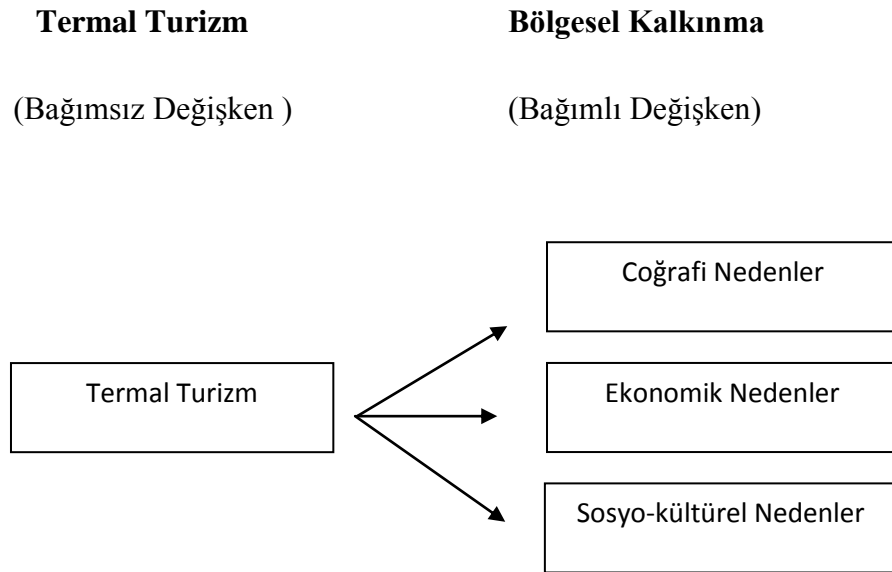 Termal Turizm
Bölgesel Kalkınma
(Bağımsız Değişken )
(Bağımlı Değişken)
Coğrafi Nedenler
Termal Turizm
Ekonomik Nedenler
Sosyo-kültürel Nedenler